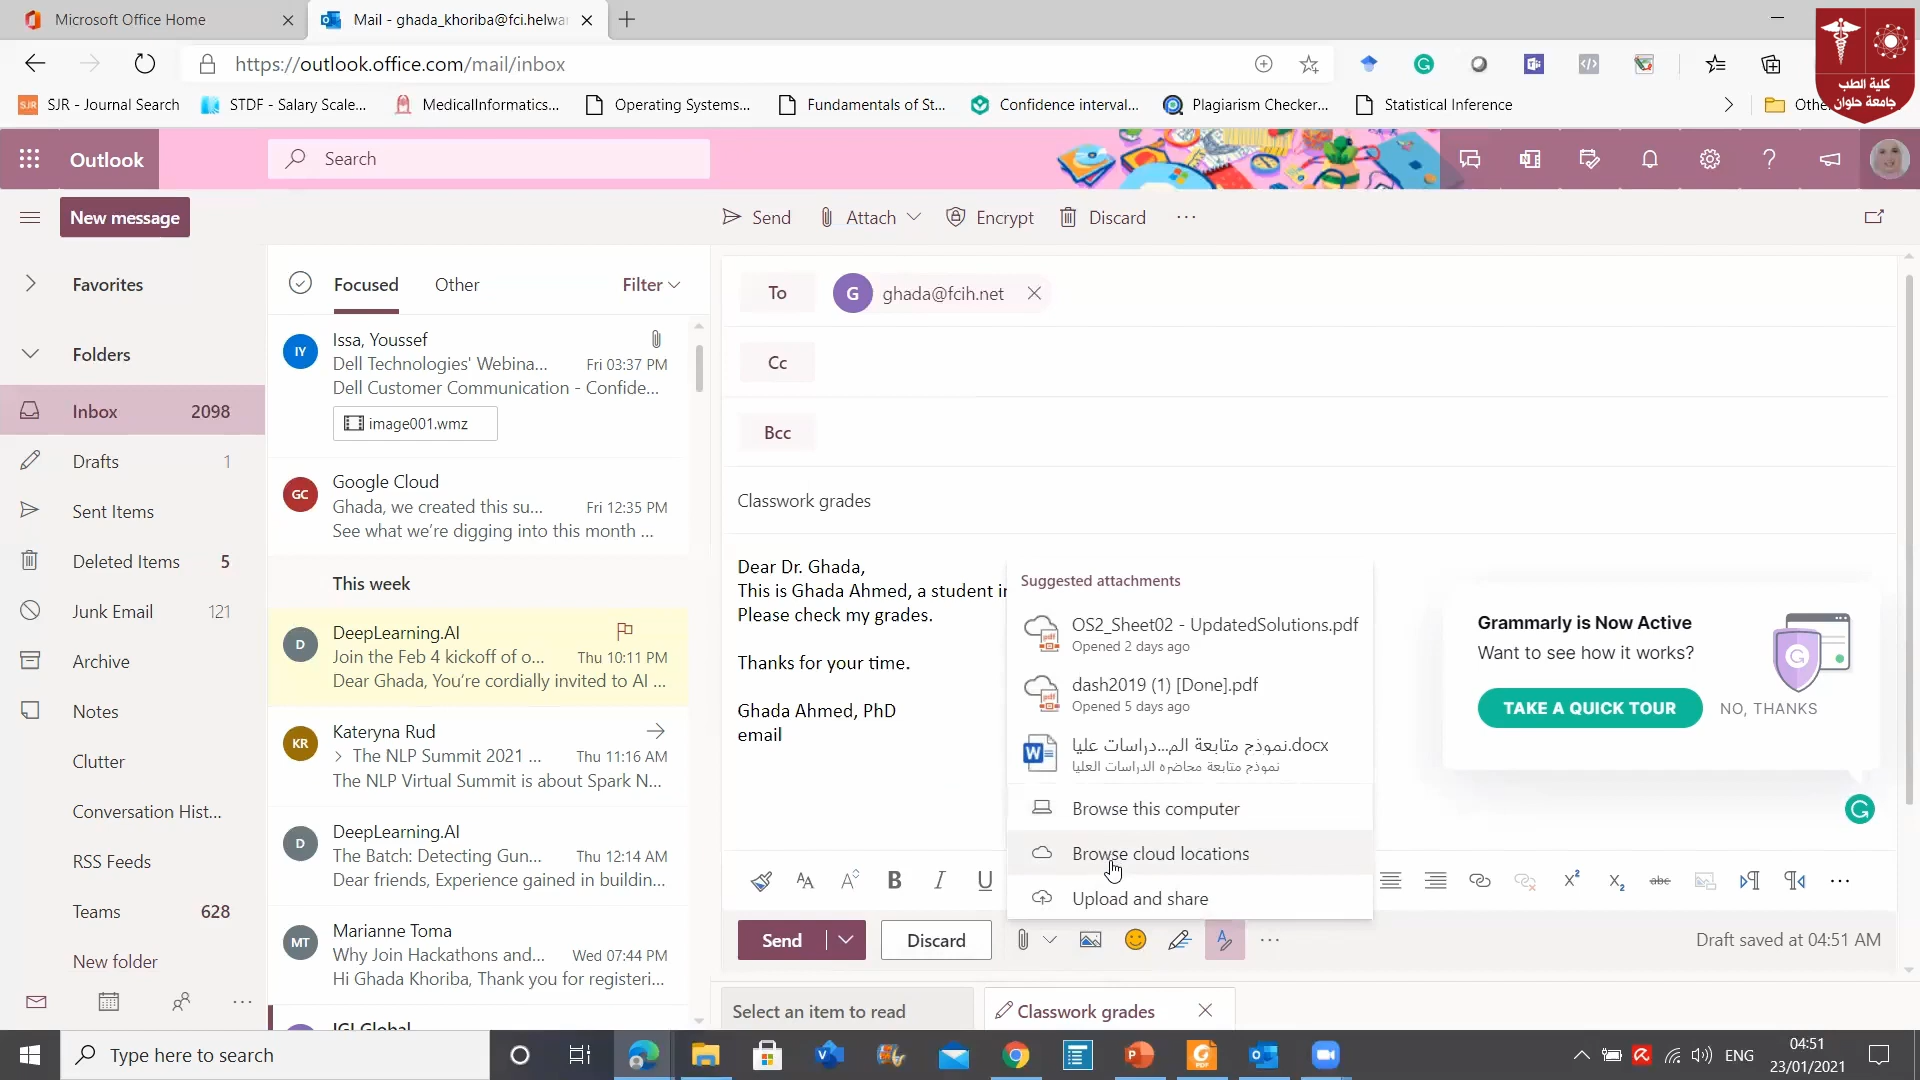 Microsoft Office Home
Mail - ghada_khoriba@fci.helwa
https://outlook.office.com/mail/inbox
كلية الطب
جامعة حلوان
SJR - Journal Search
STDF - Salary Scale...
MedicalInformatics...
Operating Systems...
Fundamentals of St...
Confidence interval...
Plagiarism Checker...
Statistical Inference
Othe
Outlook
Search
New message
Send
Attach
Encrypt
Discard
Favorites
Folders
Inbox 2098
Drafts 1
Sent Items
Deleted Items 5
Junk Email 121
Archive
Notes
Clutter
Conversation Hist...
RSS Feeds
Teams 628
New folder
Focused
Other
Filter
IY
Issa, Youssef
Dell Technologies' Webina... Fri 03:37 PM
Dell Customer Communication - Confide...
image001.wmz
GC
Google Cloud
Ghada, we created this su... Fri 12:35 PM
See what we're digging into this month ...
This week
D
DeepLearning.AI
Join the Feb 4 kickoff of o... Thu 10:11 PM
Dear Ghada, You're cordially invited to AI ...
KR
Kateryna Rud
> The NLP Summit 2021 ... Thu 11:16 AM
The NLP Virtual Summit is about Spark N...
D
DeepLearning.AI
The Batch: Detecting Gun... Thu 12:14 AM
Dear friends, Experience gained in buildin...
MT
Marianne Toma
Why Join Hackathons and... Wed 07:44 PM
Hi Ghada Khoriba, Thank you for registeri...
IGI Global
To
G ghada@fcih.net
Cc
Bcc
Classwork grades
Dear Dr. Ghada,
This is Ghada Ahmed, a student in
Please check my grades.
Thanks for your time.
Ghada Ahmed, PhD
email
Suggested attachments
OS2_Sheet02 - UpdatedSolutions.pdf
Opened 2 days ago
dash2019 (1) [Done].pdf
Opened 5 days ago
نموذج متابعة الم...دراسات عليا.docx
نموذج متابعة محاضره الدراسات العليا
Browse this computer
Browse cloud locations
Upload and share
Grammarly is Now Active
Want to see how it works?
TAKE A QUICK TOUR
NO, THANKS
Send
Discard
Draft saved at 04:51 AM
Select an item to read
Classwork grades
Type here to search
ENG
04:51
23/01/2021